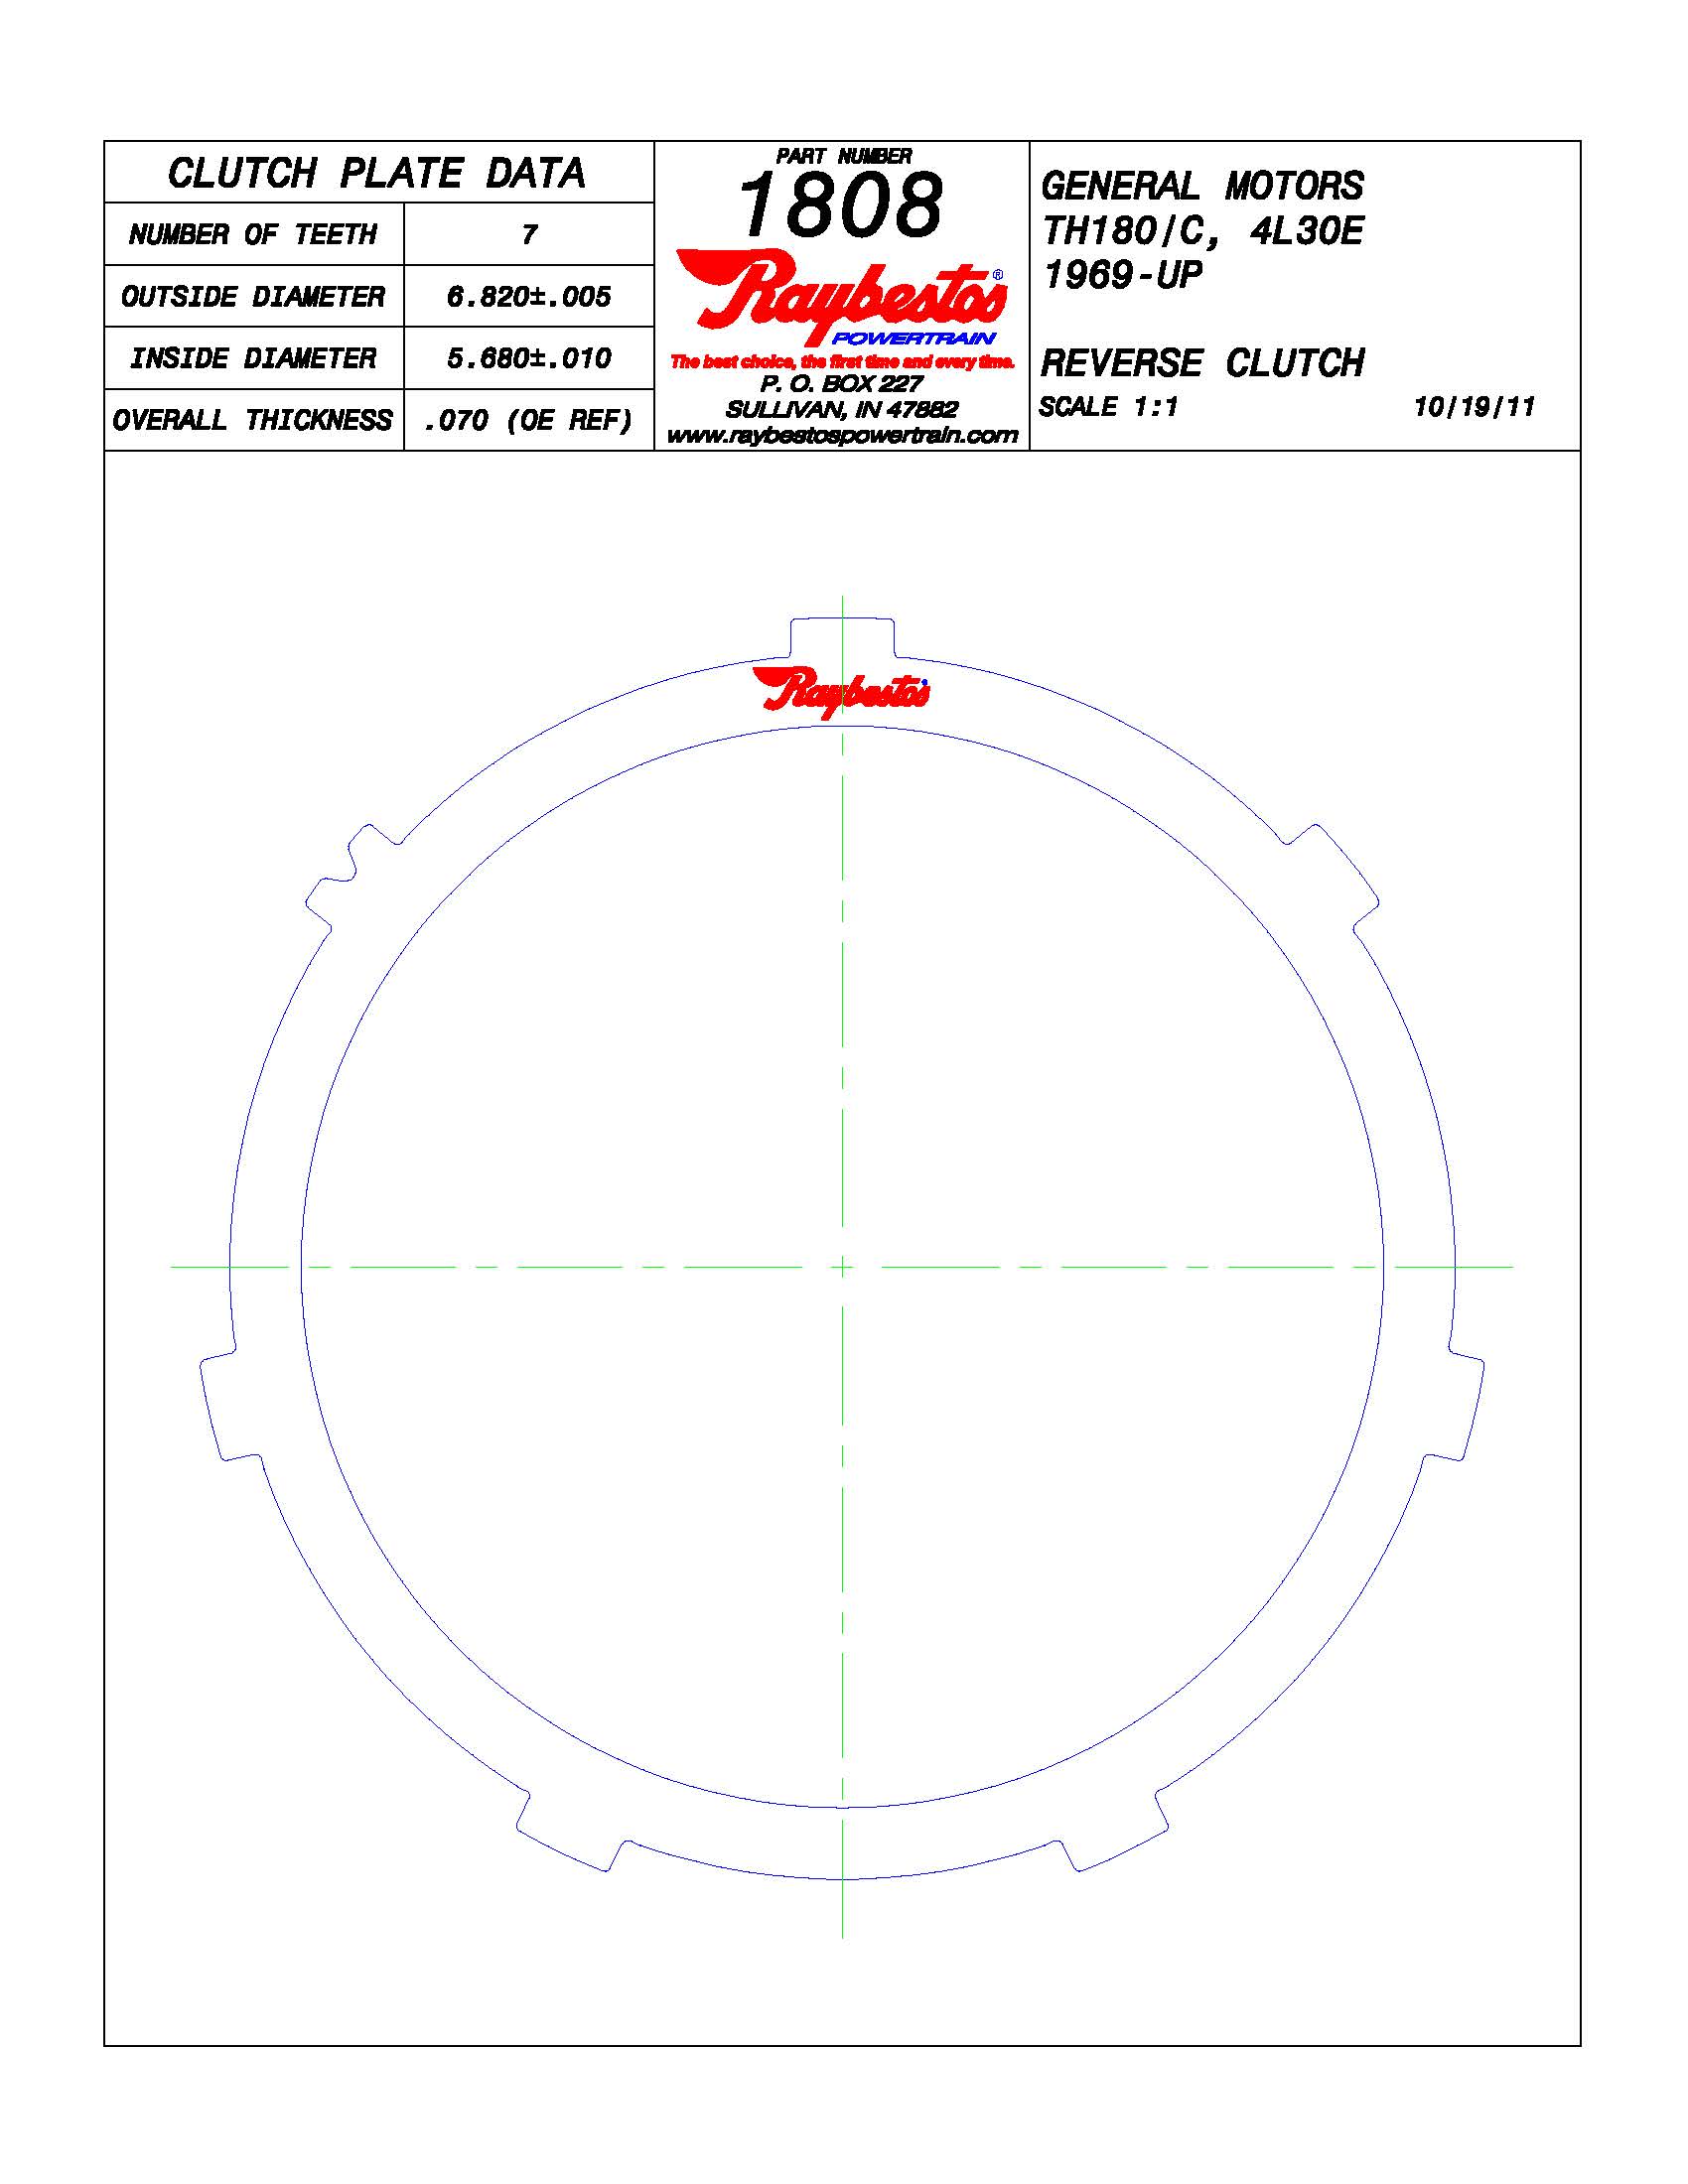 CLUTCH PLATE DATA
NUMBER OF TEETH 7
OUTSIDE DIAMETER 6.820±.005
INSIDE DIAMETER 5.680±.010
OVERALL THICKNESS .070 (OE REF)
PART NUMBER
1808
Raybestos®
POWERTRAIN
The best choice, the first time and every time.
P. O. BOX 227
SULLIVAN, IN 47882
www.raybestospowertrain.com
GENERAL MOTORS
TH180/C, 4L30E
1969-UP
REVERSE CLUTCH
SCALE 1:1 10/19/11
Raybestos